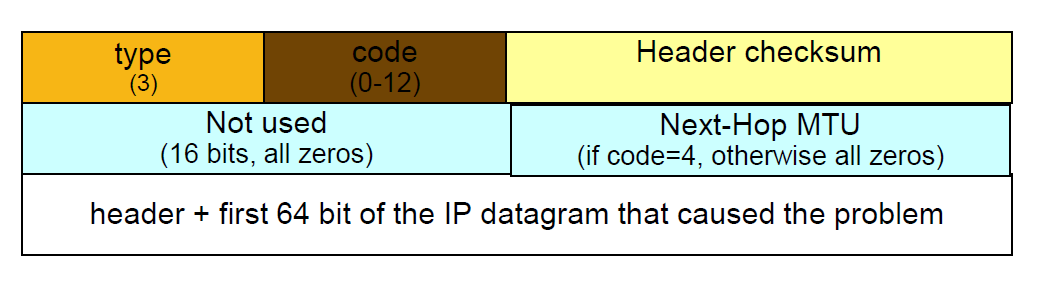 type
(3)
code
(0-12)
Header checksum
Not used
(16 bits, all zeros)
Next-Hop MTU
(if code=4, otherwise all zeros)
header + first 64 bit of the IP datagram that caused the problem